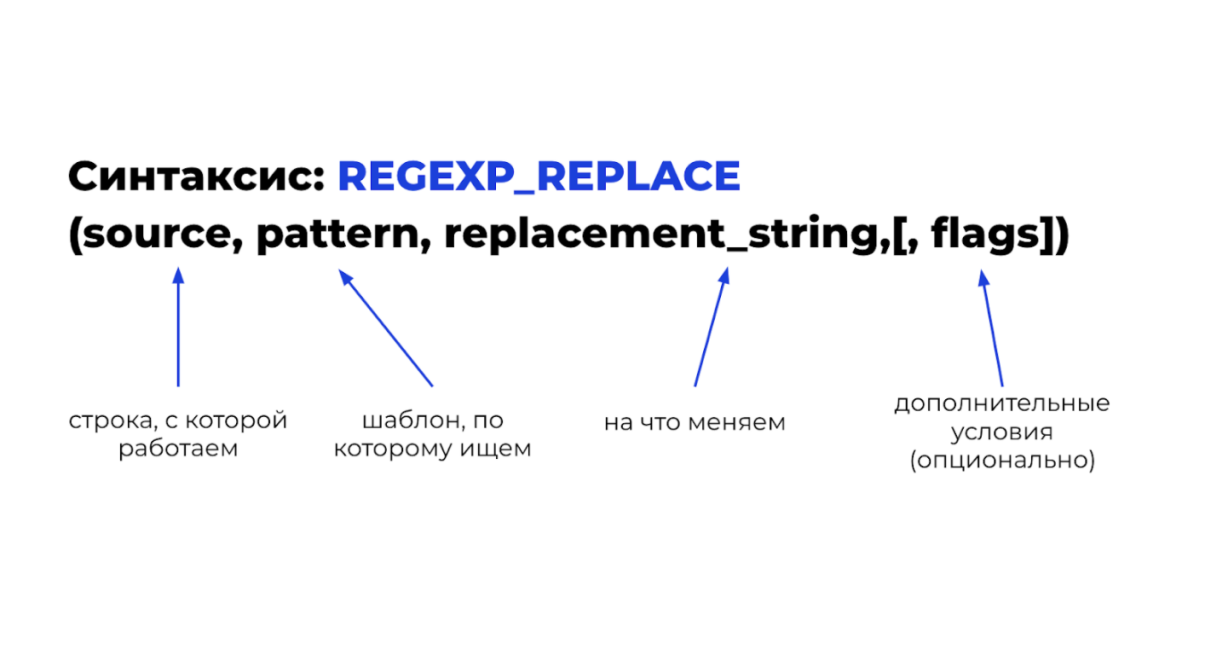 Синтаксис: REGEXP_REPLACE
(source, pattern, replacement_string,[, flags])
строка, с которой
работаем
шаблон, по
которому ищем
на что меняем
дополнительные
условия
(опционально)